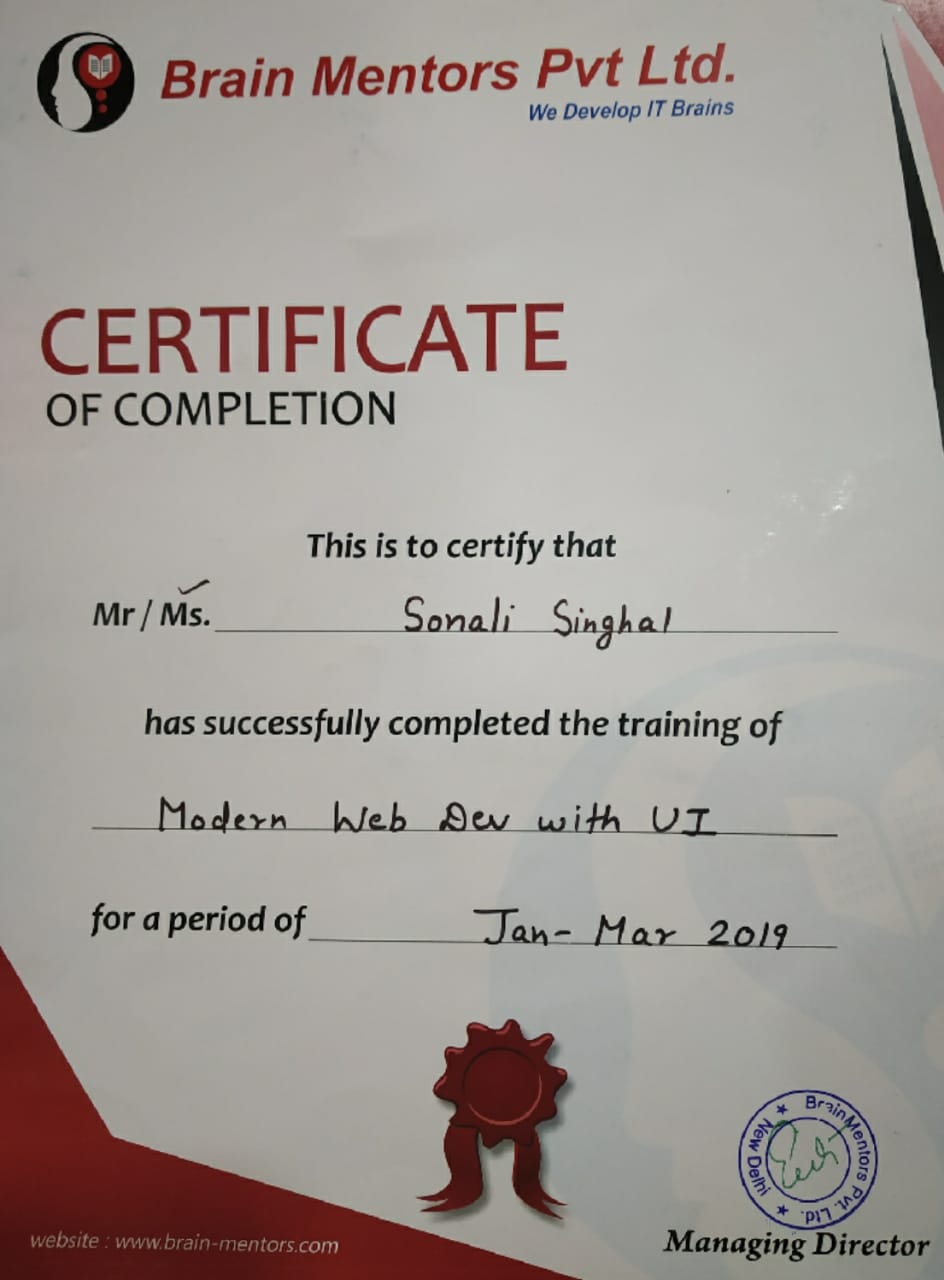 Brain Mentors Pvt Ltd.
We Develop IT Brains
CERTIFICATE
OF COMPLETION
This is to certify that
Mr / Ms. Sonali Singhal
has successfully completed the training of
Modern Web Dev with UI
for a period of Jan- Mar 2019
BrainMentors Pvt. Ltd. ★ New Delhi ★
Managing Director
website : www.brain-mentors.com